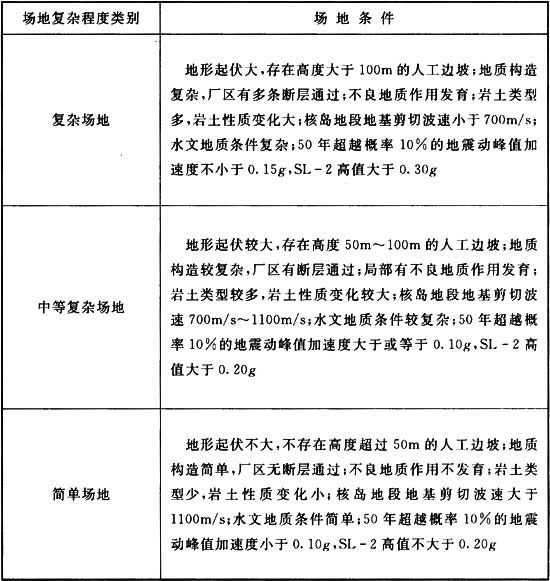 场地复杂程度类别
场地条件
复杂场地
地形起伏大,存在高度大于100m的人工边坡;地质构造
复杂,厂区有多条断层通过;不良地质作用发育;岩土类型
多,岩土性质变化大;核岛地段地基剪切波速小于700m/s;
水文地质条件复杂;50年超越概率10%的地震动峰值加
速度不小于0.15g,SL-2高值大于0.30g
中等复杂场地
地形起伏较大,存在高度50m~100m的人工边坡;地质
构造较复杂,厂区有断层通过;局部有不良地质作用发育;
岩土类型较多,岩土性质变化较大;核岛地段地基剪切波
速700m/s~1100m/s;水文地质条件较复杂;50年超越概
率10%的地震动峰值加速度大于或等于0.10g,SL-2高
值大于0.20g
简单场地
地形起伏不大,不存在高度超过50m的人工边坡;地质
构造简单,厂区无断层通过;不良地质作用不发育;岩土类
型少,岩土性质变化小;核岛地段地基剪切波速大于
1100m/s;水文地质条件简单;50年超越概率10%的地震
动峰值加速度小于0.10g,SL-2高值不大于0.20g